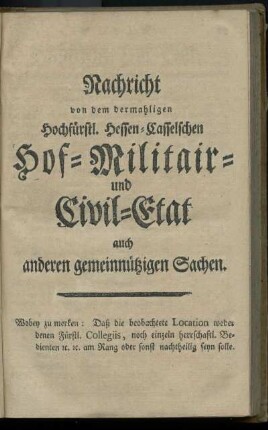 Nachricht
von dem dermahligen
Hochfürstl. Hessen-Casselschen
Hof-Militair-
und
Civil-Etat
auch
anderen gemeinnützigen Sachen.
Wobey zu merken: Daß die beobachtete Location weder
denen Fürstl. Collegiis, noch einzeln herrschaftl. Be-
dienten ꝛc. ꝛc. am Rang oder sonst nachtheilig seyn solle.